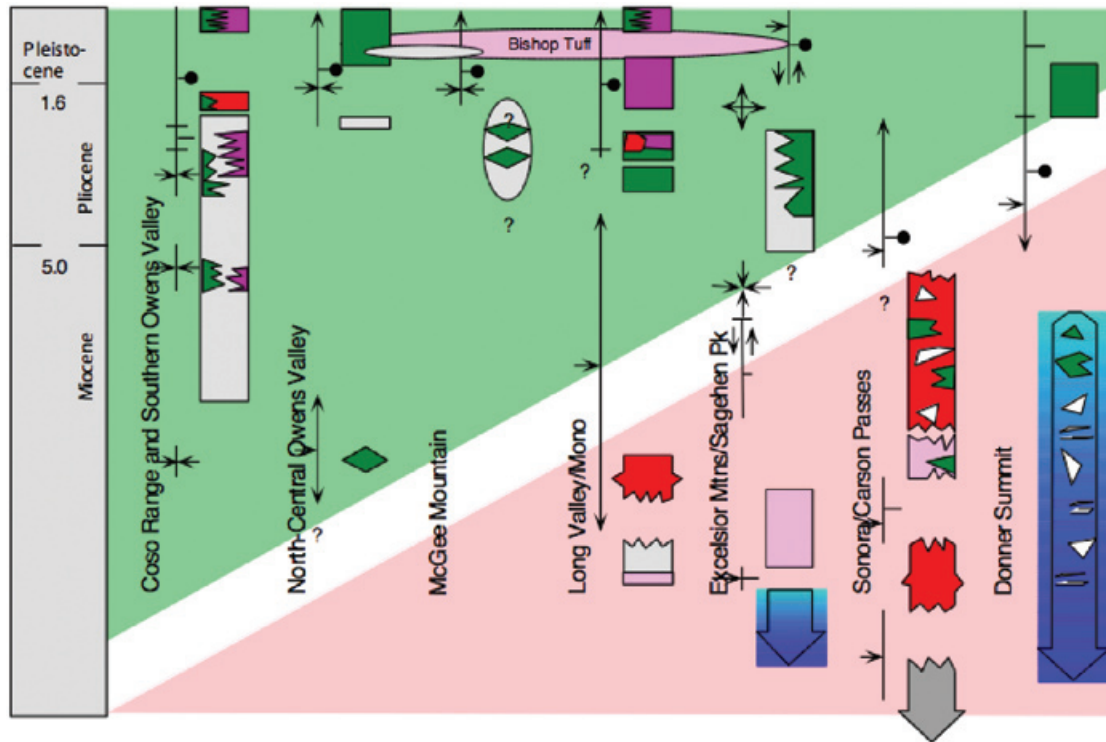 Pleisto-
cene
1.6
Pliocene
5.0
Miocene
Bishop Tuff
Coso Range and Southern Owens Valley
North-Central Owens Valley
?
McGee Mountain
?
?
Long Valley/Mono
?
Excelsior Mtns/Sagehen Pk
?
Sonora/Carson Passes
?
Donner Summit